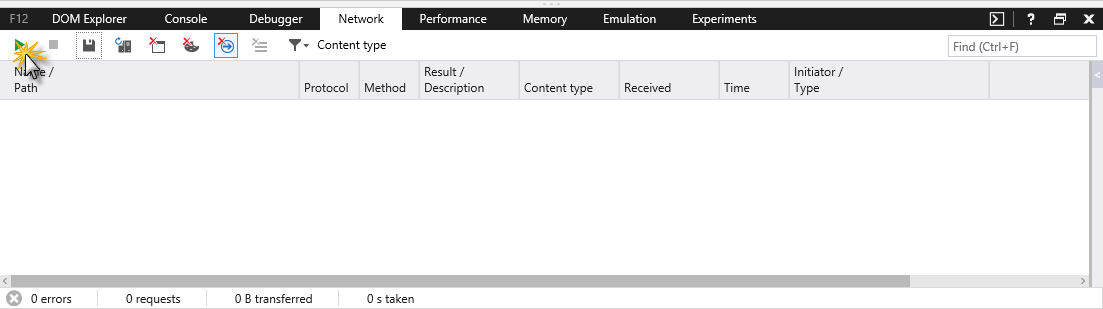 F12 DOM Explorer Console Debugger Network Performance Memory Emulation Experiments ?
Content type Find (Ctrl+F)
Name / Result / Initiator /
Path Protocol Method Description Content type Received Time Type
0 errors 0 requests 0 B transferred 0 s taken